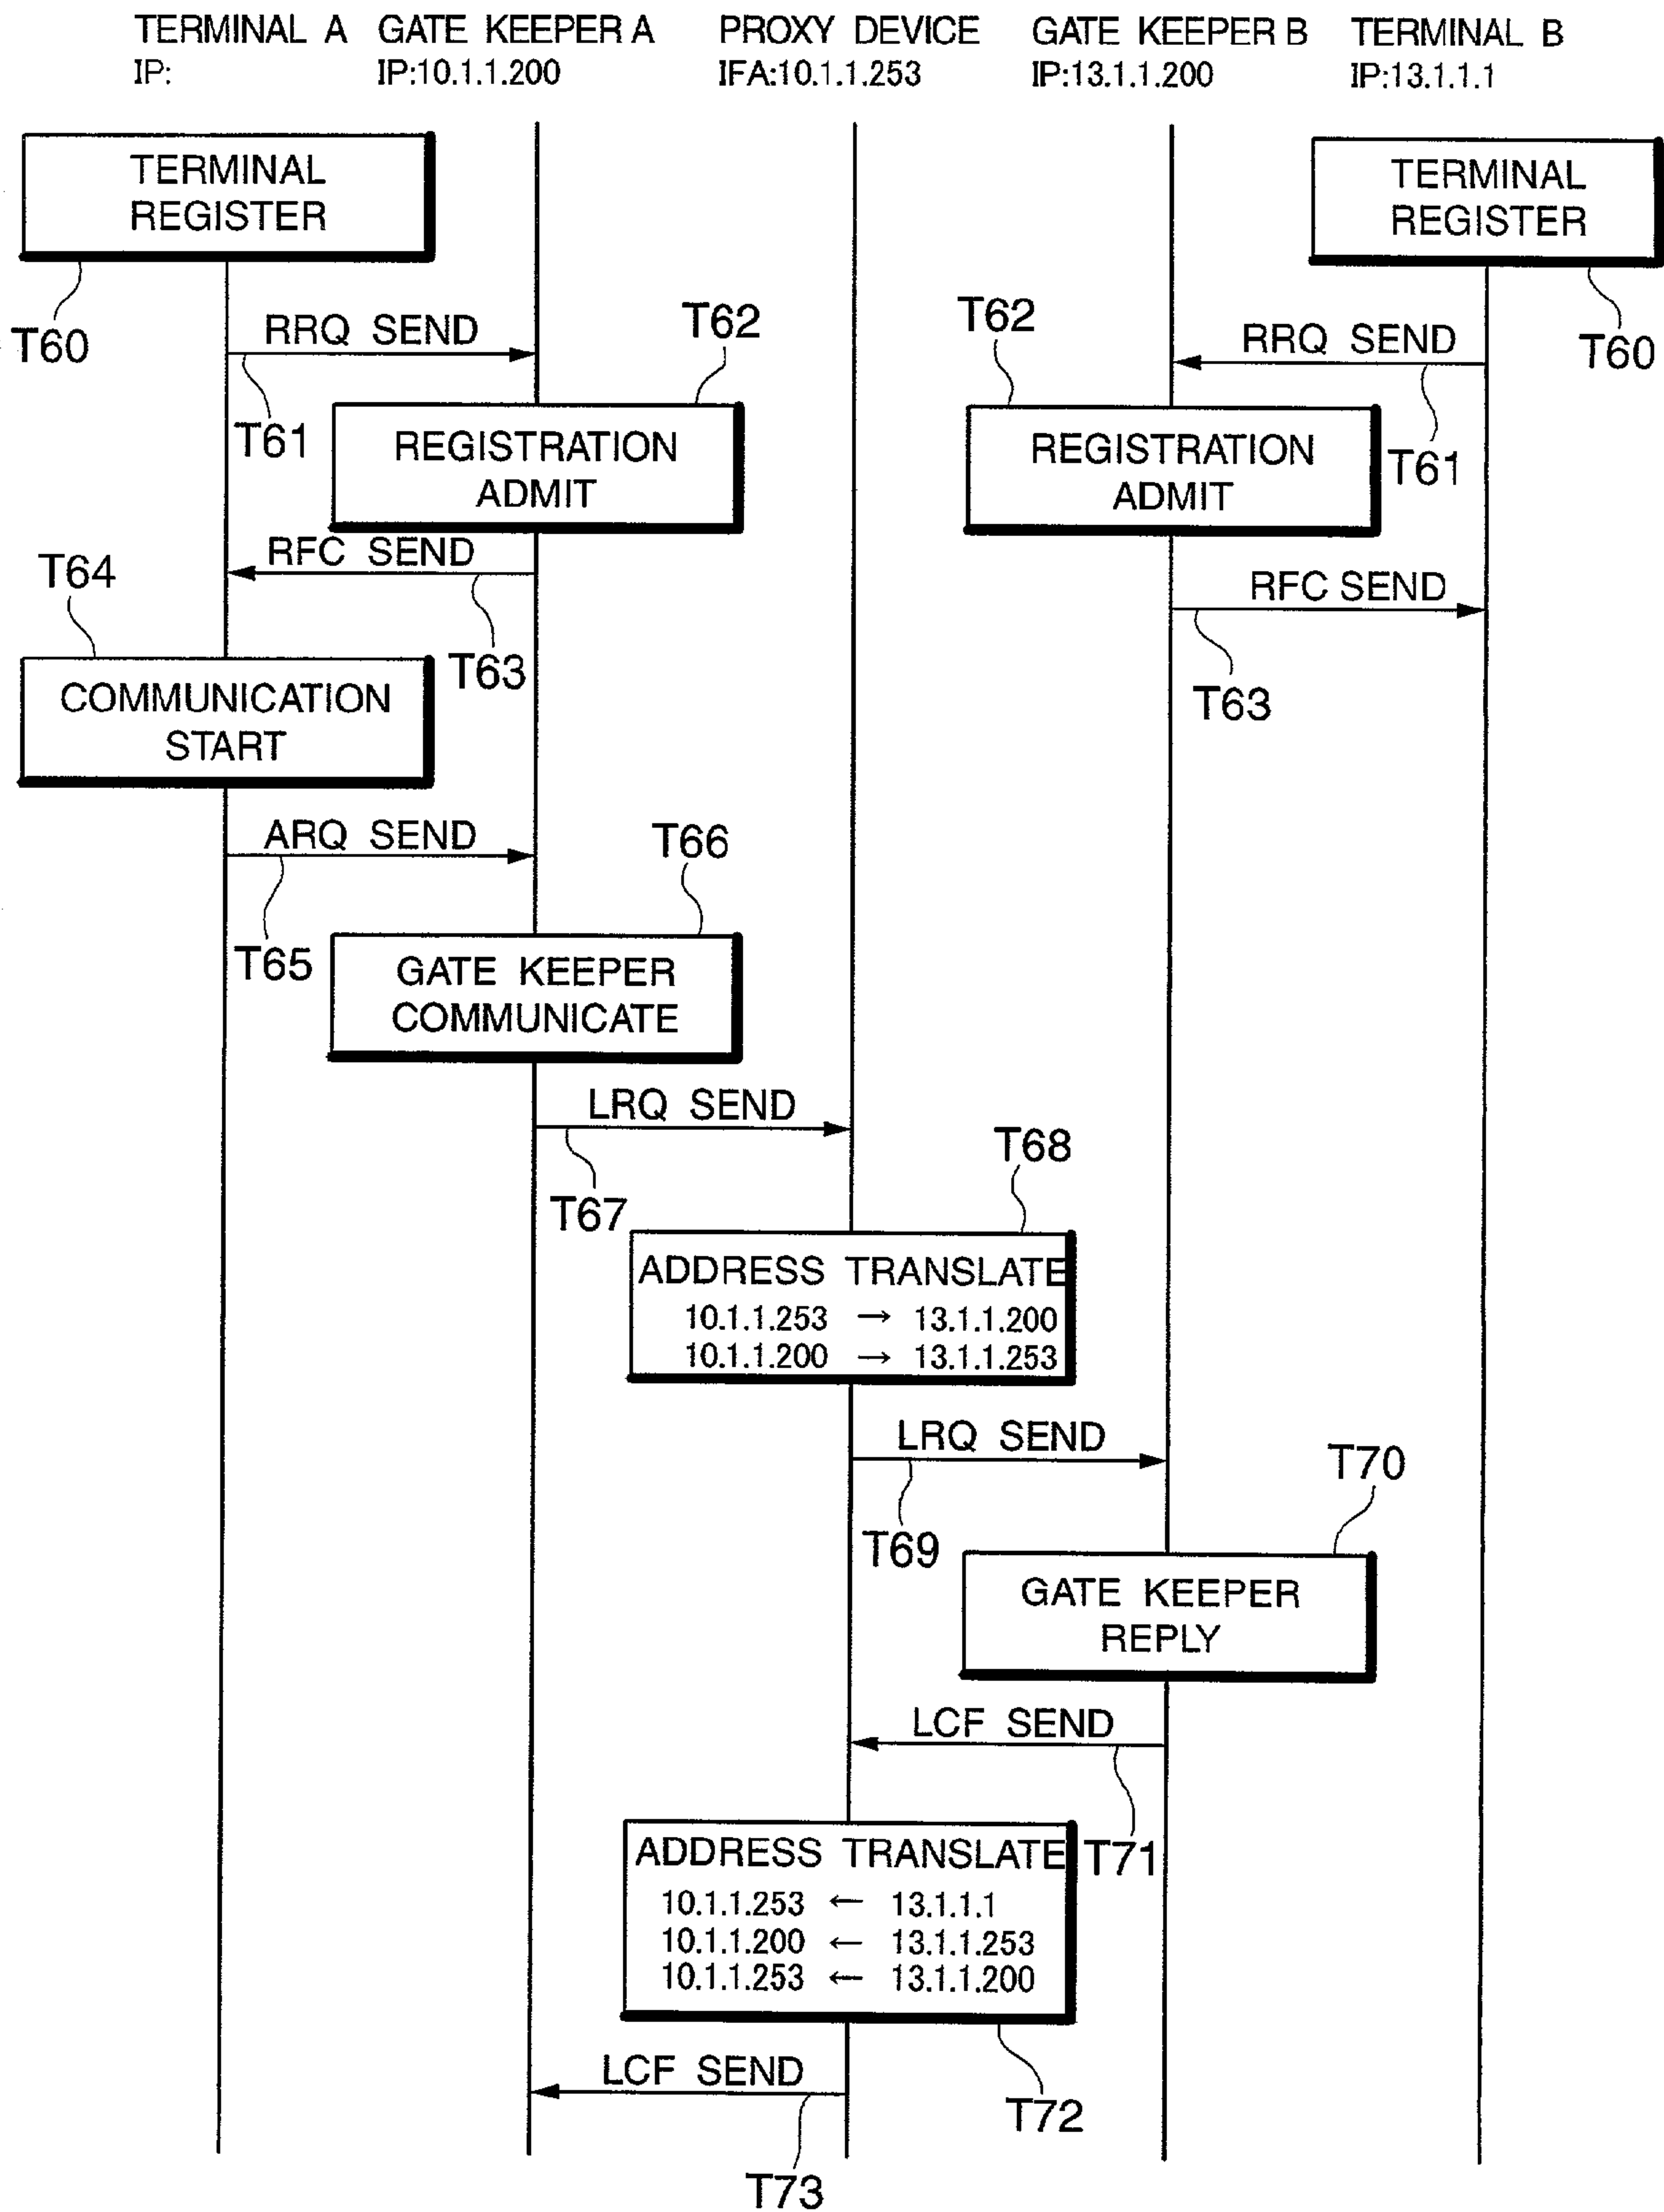 TERMINAL A GATE KEEPER A PROXY DEVICE GATE KEEPER B TERMINAL B
IP: IP:10.1.1.200 IFA:10.1.1.253 IP:13.1.1.200 IP:13.1.1.1
TERMINAL
REGISTER
TERMINAL
REGISTER
T60
RRQ SEND
T61
T62
T62
RRQ SEND
T61
T60
REGISTRATION
ADMIT
REGISTRATION
ADMIT
RFC SEND
T63
RFC SEND
T63
T64
COMMUNICATION
START
ARQ SEND
T65
T66
GATE KEEPER
COMMUNICATE
LRQ SEND
T67
T68
ADDRESS TRANSLATE
10.1.1.253 → 13.1.1.200
10.1.1.200 → 13.1.1.253
LRQ SEND
T69
T70
GATE KEEPER
REPLY
LCF SEND
T71
ADDRESS TRANSLATE
10.1.1.253 ← 13.1.1.1
10.1.1.200 ← 13.1.1.253
10.1.1.253 ← 13.1.1.200
T72
LCF SEND
T73